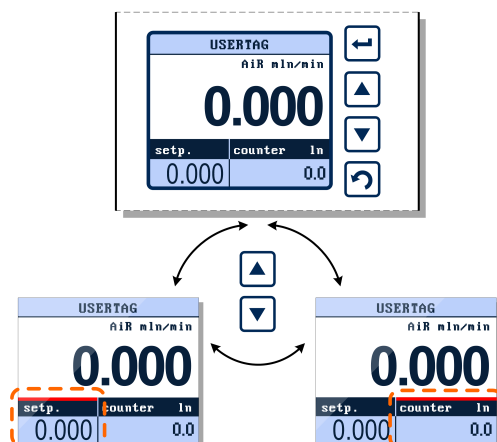 USERTAG
AiR mln/min
0.000
setp. counter ln
0.000 0.0
USERTAG
AiR mln/min
0.000
setp. counter ln
0.000 0.0
USERTAG
AiR mln/min
0.000
setp. counter ln
0.000 0.0